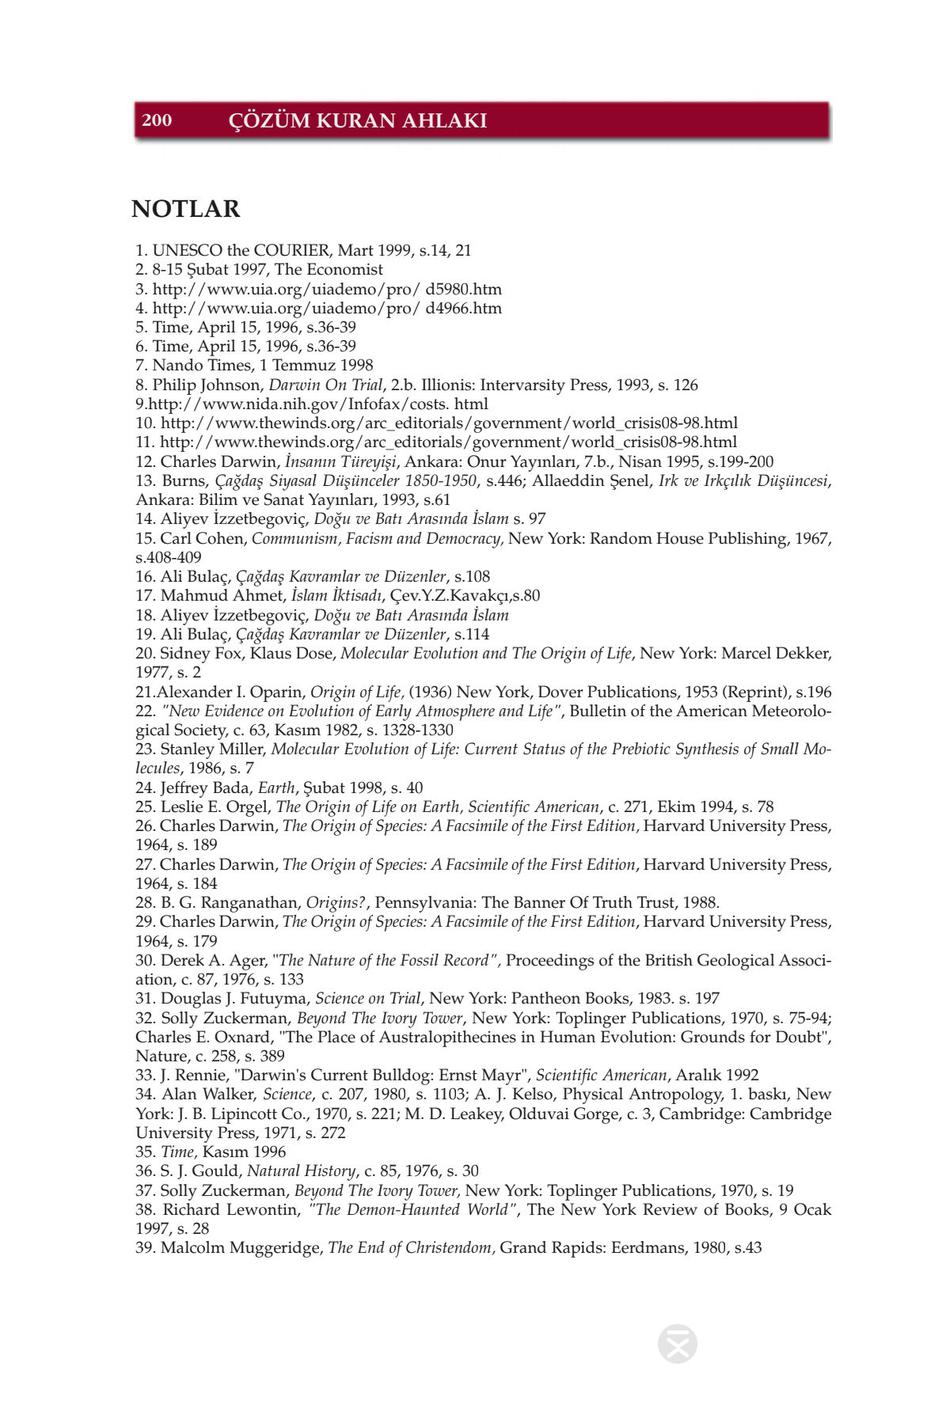 200 ÇÖZÜM KURAN AHLAKI
NOTLAR
1. UNESCO the COURIER, Mart 1999, s.14, 21
2. 8-15 Şubat 1997, The Economist
3. http://www.uia.org/uiademo/pro/ d5980.htm
4. http://www.uia.org/uiademo/pro/ d4966.htm
5. Time, April 15, 1996, s.36-39
6. Time, April 15, 1996, s.36-39
7. Nando Times, 1 Temmuz 1998
8. Philip Johnson, Darwin On Trial, 2.b. Illionis: Intervarsity Press, 1993, s. 126
9.http://www.nida.nih.gov/Infofax/costs. html
10. http://www.thewinds.org/arc_editorials/government/world_crisis08-98.html
11. http://www.thewinds.org/arc_editorials/government/world_crisis08-98.html
12. Charles Darwin, İnsanın Türeyişi, Ankara: Onur Yayınları, 7.b., Nisan 1995, s.199-200
13. Burns, Çağdaş Siyasal Düşünceler 1850-1950, s.446; Allaeddin Şenel, Irk ve Irkçılık Düşüncesi,
Ankara: Bilim ve Sanat Yayınları, 1993, s.61
14. Aliyev İzzetbegoviç, Doğu ve Batı Arasında İslam s. 97
15. Carl Cohen, Communism, Facism and Democracy, New York: Random House Publishing, 1967,
s.408-409
16. Ali Bulaç, Çağdaş Kavramlar ve Düzenler, s.108
17. Mahmud Ahmet, İslam İktisadı, Çev.Y.Z.Kavakçı,s.80
18. Aliyev İzzetbegoviç, Doğu ve Batı Arasında İslam
19. Ali Bulaç, Çağdaş Kavramlar ve Düzenler, s.114
20. Sidney Fox, Klaus Dose, Molecular Evolution and The Origin of Life, New York: Marcel Dekker,
1977, s. 2
21.Alexander I. Oparin, Origin of Life, (1936) New York, Dover Publications, 1953 (Reprint), s.196
22. "New Evidence on Evolution of Early Atmosphere and Life", Bulletin of the American Meteorolo-
gical Society, c. 63, Kasım 1982, s. 1328-1330
23. Stanley Miller, Molecular Evolution of Life: Current Status of the Prebiotic Synthesis of Small Mo-
lecules, 1986, s. 7
24. Jeffrey Bada, Earth, Şubat 1998, s. 40
25. Leslie E. Orgel, The Origin of Life on Earth, Scientific American, c. 271, Ekim 1994, s. 78
26. Charles Darwin, The Origin of Species: A Facsimile of the First Edition, Harvard University Press,
1964, s. 189
27. Charles Darwin, The Origin of Species: A Facsimile of the First Edition, Harvard University Press,
1964, s. 184
28. B. G. Ranganathan, Origins?, Pennsylvania: The Banner Of Truth Trust, 1988.
29. Charles Darwin, The Origin of Species: A Facsimile of the First Edition, Harvard University Press,
1964, s. 179
30. Derek A. Ager, "The Nature of the Fossil Record", Proceedings of the British Geological Associ-
ation, c. 87, 1976, s. 133
31. Douglas J. Futuyma, Science on Trial, New York: Pantheon Books, 1983. s. 197
32. Solly Zuckerman, Beyond The Ivory Tower, New York: Toplinger Publications, 1970, s. 75-94;
Charles E. Oxnard, "The Place of Australopithecines in Human Evolution: Grounds for Doubt",
Nature, c. 258, s. 389
33. J. Rennie, "Darwin's Current Bulldog: Ernst Mayr", Scientific American, Aralık 1992
34. Alan Walker, Science, c. 207, 1980, s. 1103; A. J. Kelso, Physical Antropology, 1. baskı, New
York: J. B. Lipincott Co., 1970, s. 221; M. D. Leakey, Olduvai Gorge, c. 3, Cambridge: Cambridge
University Press, 1971, s. 272
35. Time, Kasım 1996
36. S. J. Gould, Natural History, c. 85, 1976, s. 30
37. Solly Zuckerman, Beyond The Ivory Tower, New York: Toplinger Publications, 1970, s. 19
38. Richard Lewontin, "The Demon-Haunted World", The New York Review of Books, 9 Ocak
1997, s. 28
39. Malcolm Muggeridge, The End of Christendom, Grand Rapids: Eerdmans, 1980, s.43